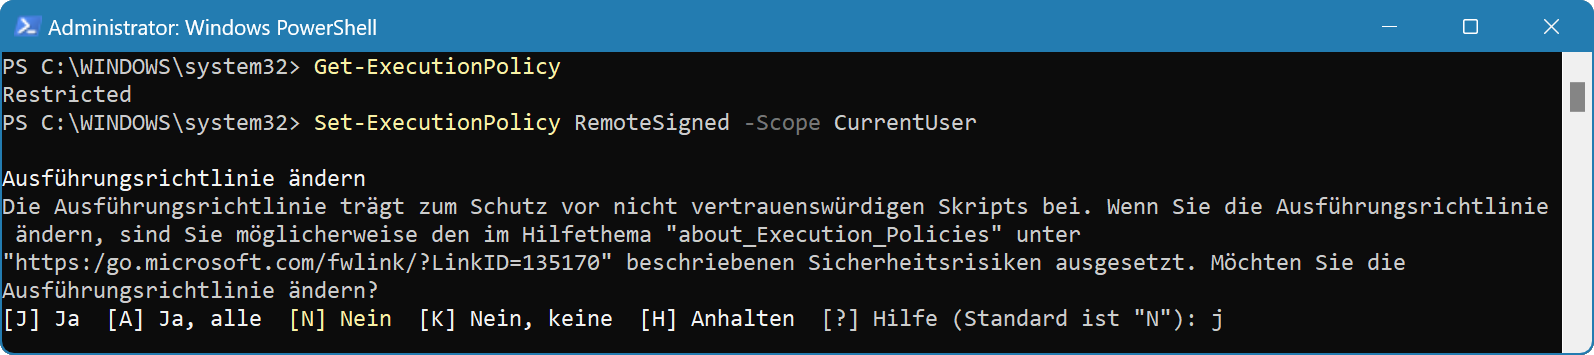 Administrator: Windows PowerShell
PS C:\WINDOWS\system32> Get-ExecutionPolicy
Restricted
PS C:\WINDOWS\system32> Set-ExecutionPolicy RemoteSigned -Scope CurrentUser
Ausführungsrichtlinie ändern
Die Ausführungsrichtlinie trägt zum Schutz vor nicht vertrauenswürdigen Skripts bei. Wenn Sie die Ausführungsrichtlinie
ändern, sind Sie möglicherweise den im Hilfethema "about_Execution_Policies" unter
"https:/go.microsoft.com/fwlink/?LinkID=135170" beschriebenen Sicherheitsrisiken ausgesetzt. Möchten Sie die
Ausführungsrichtlinie ändern?
[J] Ja  [A] Ja, alle  [N] Nein  [K] Nein, keine  [H] Anhalten  [?] Hilfe (Standard ist "N"): j